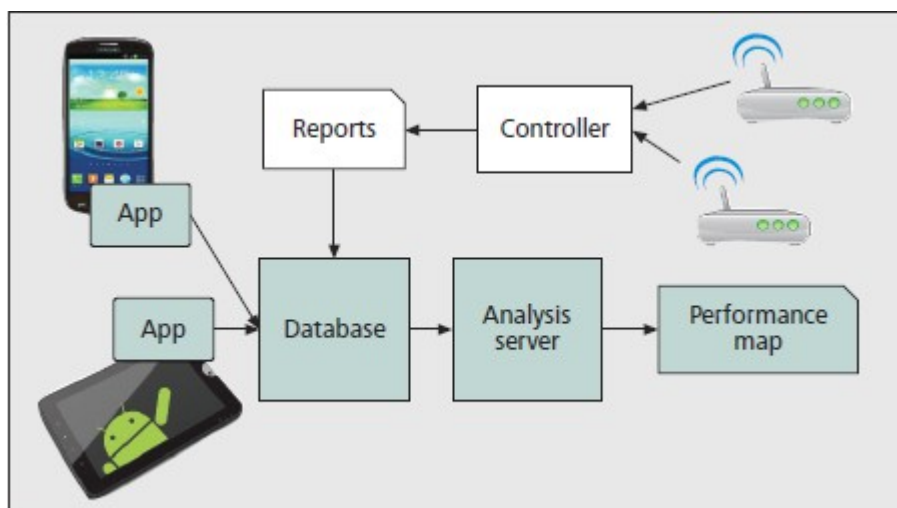 Reports
Controller
App
App
Database
Analysis
server
Performance
map